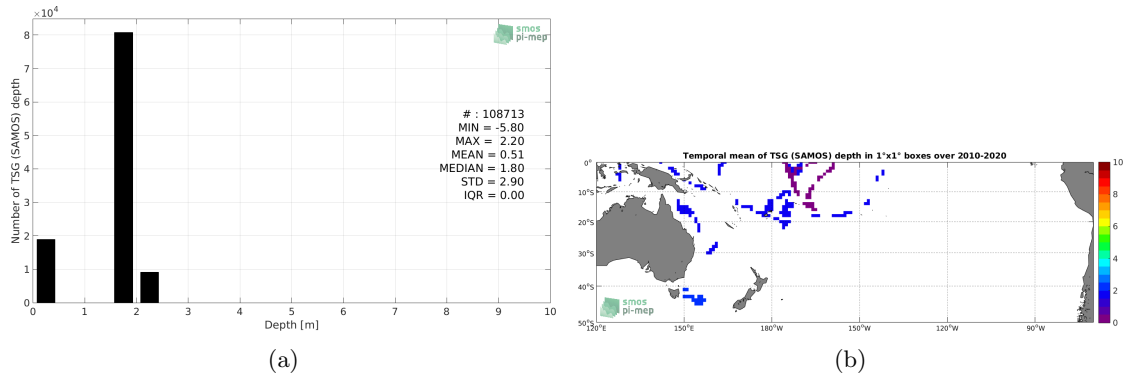 ×10⁴
9
8
7
6
5
4
3
2
1
0
Number of TSG (SAMOS) depth
0 1 2 3 4 5 6 7 8 9 10
Depth [m]
smos
pi-mep
# : 108713
MIN = -5.80
MAX = 2.20
MEAN = 0.51
MEDIAN = 1.80
STD = 2.90
IQR = 0.00
(a)
Temporal mean of TSG (SAMOS) depth in 1°x1° boxes over 2010-2020
0°
10°S
20°S
30°S
40°S
50°S
120°E 150°E 180°W 150°W 120°W 90°W
smos
pi-mep
10
8
6
4
2
0
(b)